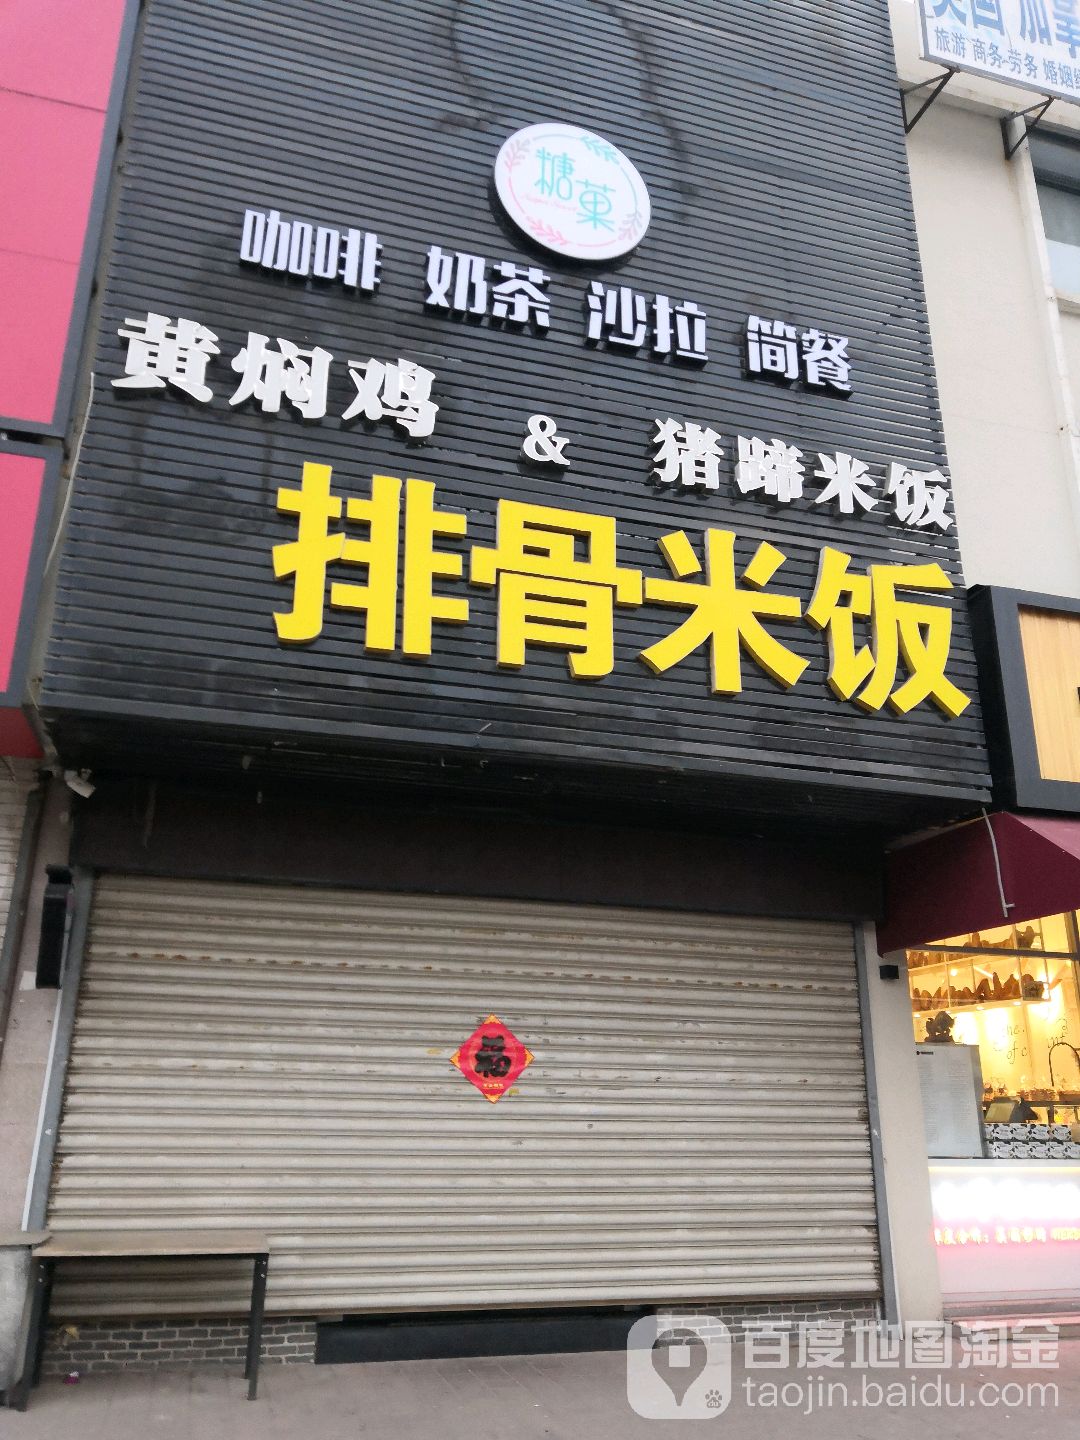 旅游 商务·劳务 婚姻
糖菓
咖啡 奶茶 沙拉 简餐
黄焖鸡 & 猪蹄米饭
排骨米饭
福
百度地图淘金
taojin.baidu.com